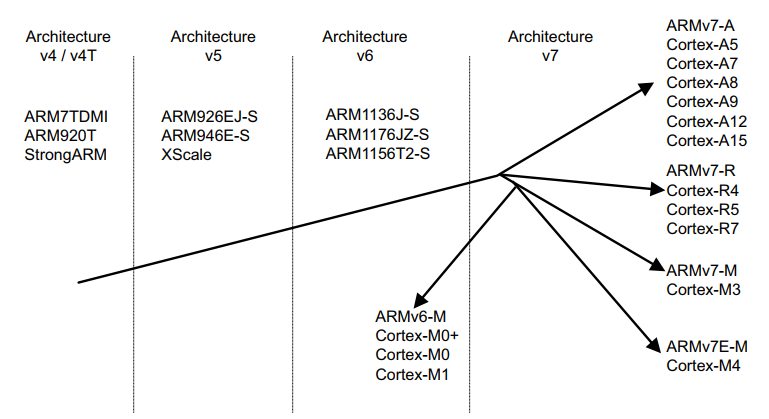 Architecture
v4 / v4T
Architecture
v5
Architecture
v6
Architecture
v7
ARM7TDMI
ARM920T
StrongARM
ARM926EJ-S
ARM946E-S
XScale
ARM1136J-S
ARM1176JZ-S
ARM1156T2-S
ARMv7-A
Cortex-A5
Cortex-A7
Cortex-A8
Cortex-A9
Cortex-A12
Cortex-A15
ARMv7-R
Cortex-R4
Cortex-R5
Cortex-R7
ARMv7-M
Cortex-M3
ARMv7E-M
Cortex-M4
ARMv6-M
Cortex-M0+
Cortex-M0
Cortex-M1